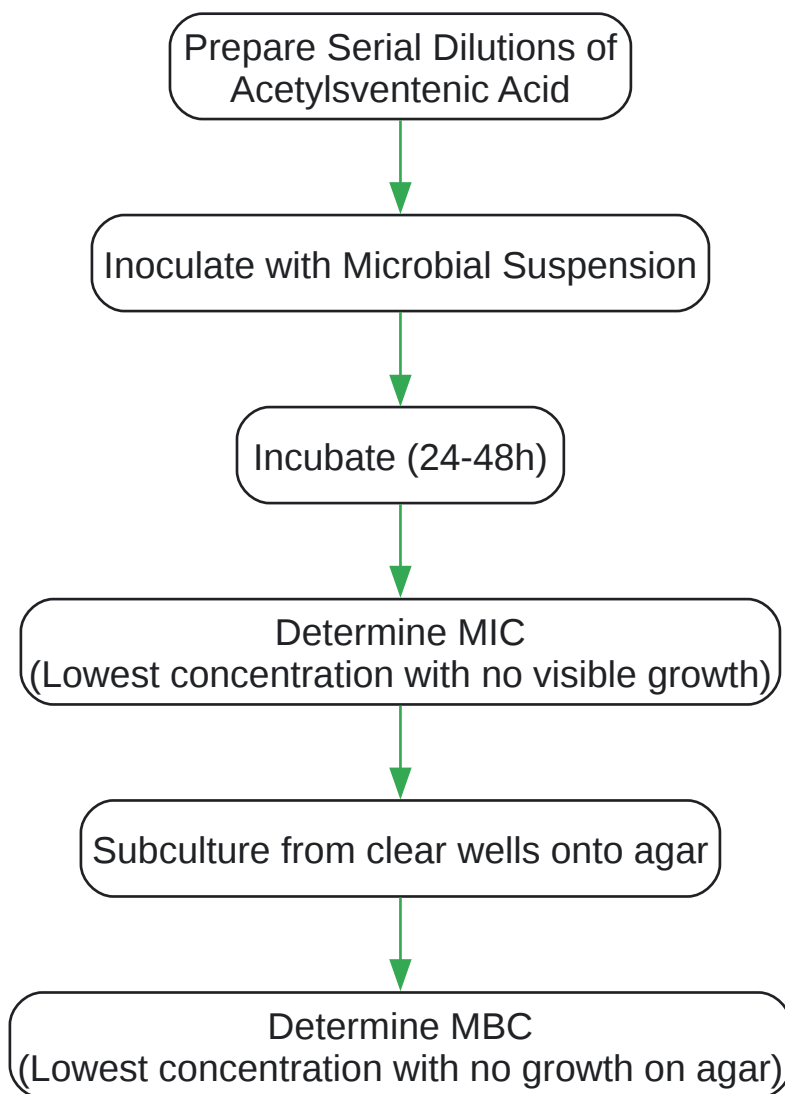 Prepare Serial Dilutions of
Acetylsventenic Acid
Inoculate with Microbial Suspension
Incubate (24-48h)
Determine MIC
(Lowest concentration with no visible growth)
Subculture from clear wells onto agar
Determine MBC
(Lowest concentration with no growth on agar)